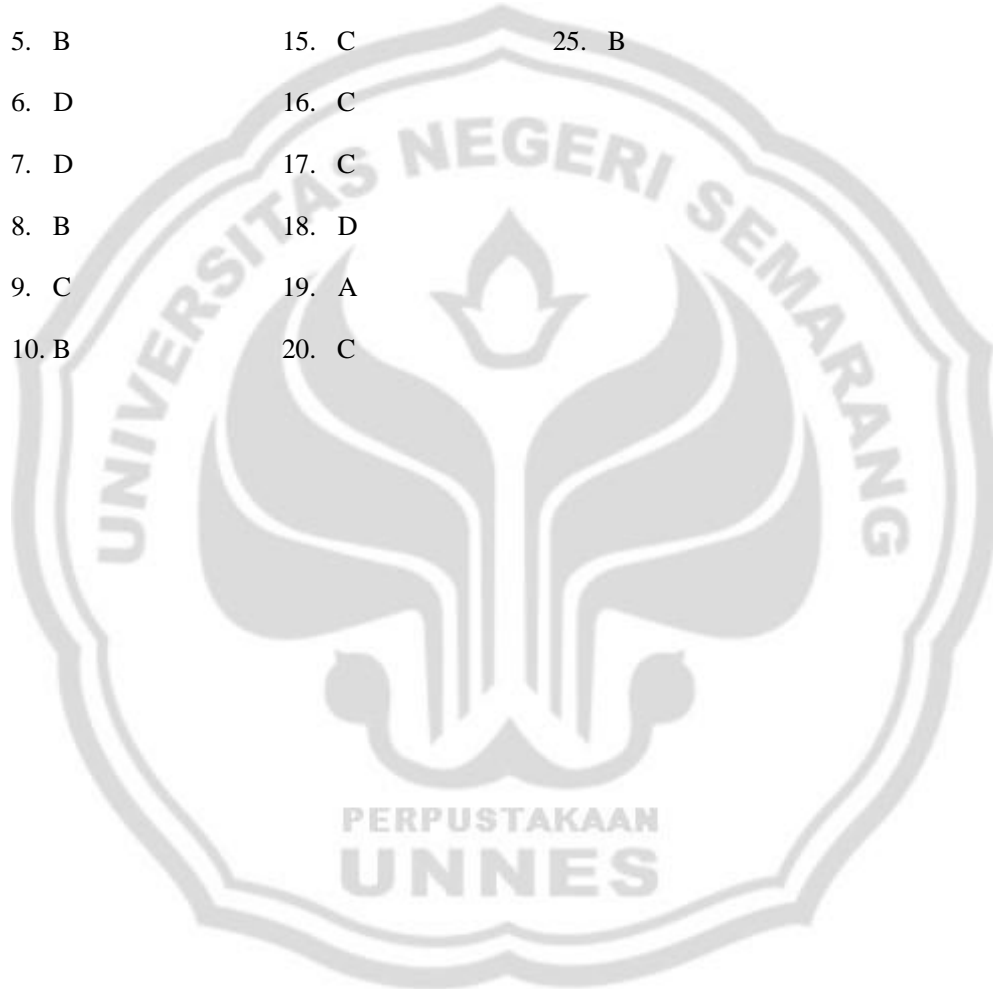 5. B 15. C 25. B
6. D 16. C
7. D 17. C
8. B 18. D
9. C 19. A
10. B 20. C
UNIVERSITAS NEGERI SEMARANG
PERPUSTAKAAN
UNNES